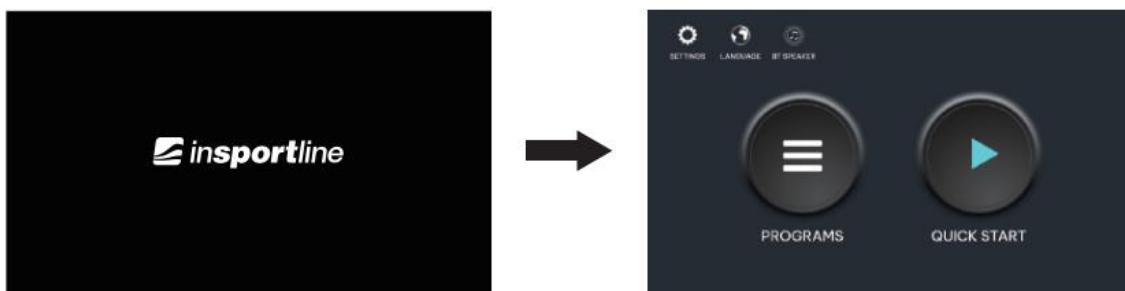 insportline
SETTINGS LANGUAGE BT SPEAKER
PROGRAMS QUICK START